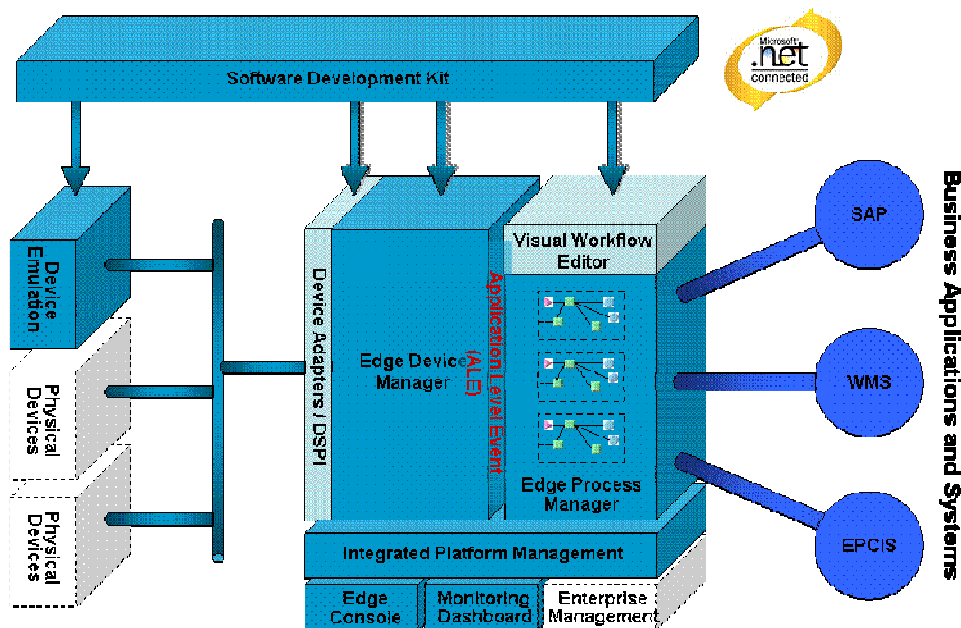 Microsoft
.net
connected
Software Development Kit
Device
Emulation
Physical
Devices
Physical
Devices
Device Adapters / DSPI
Edge Device
Manager
Application Level Event
(ALE)
Visual Workflow
Editor
Edge Process
Manager
Integrated Platform Management
Edge
Console
Monitoring
Dashboard
Enterprise
Management
SAP
WMS
EPCIS
Business Applications and Systems